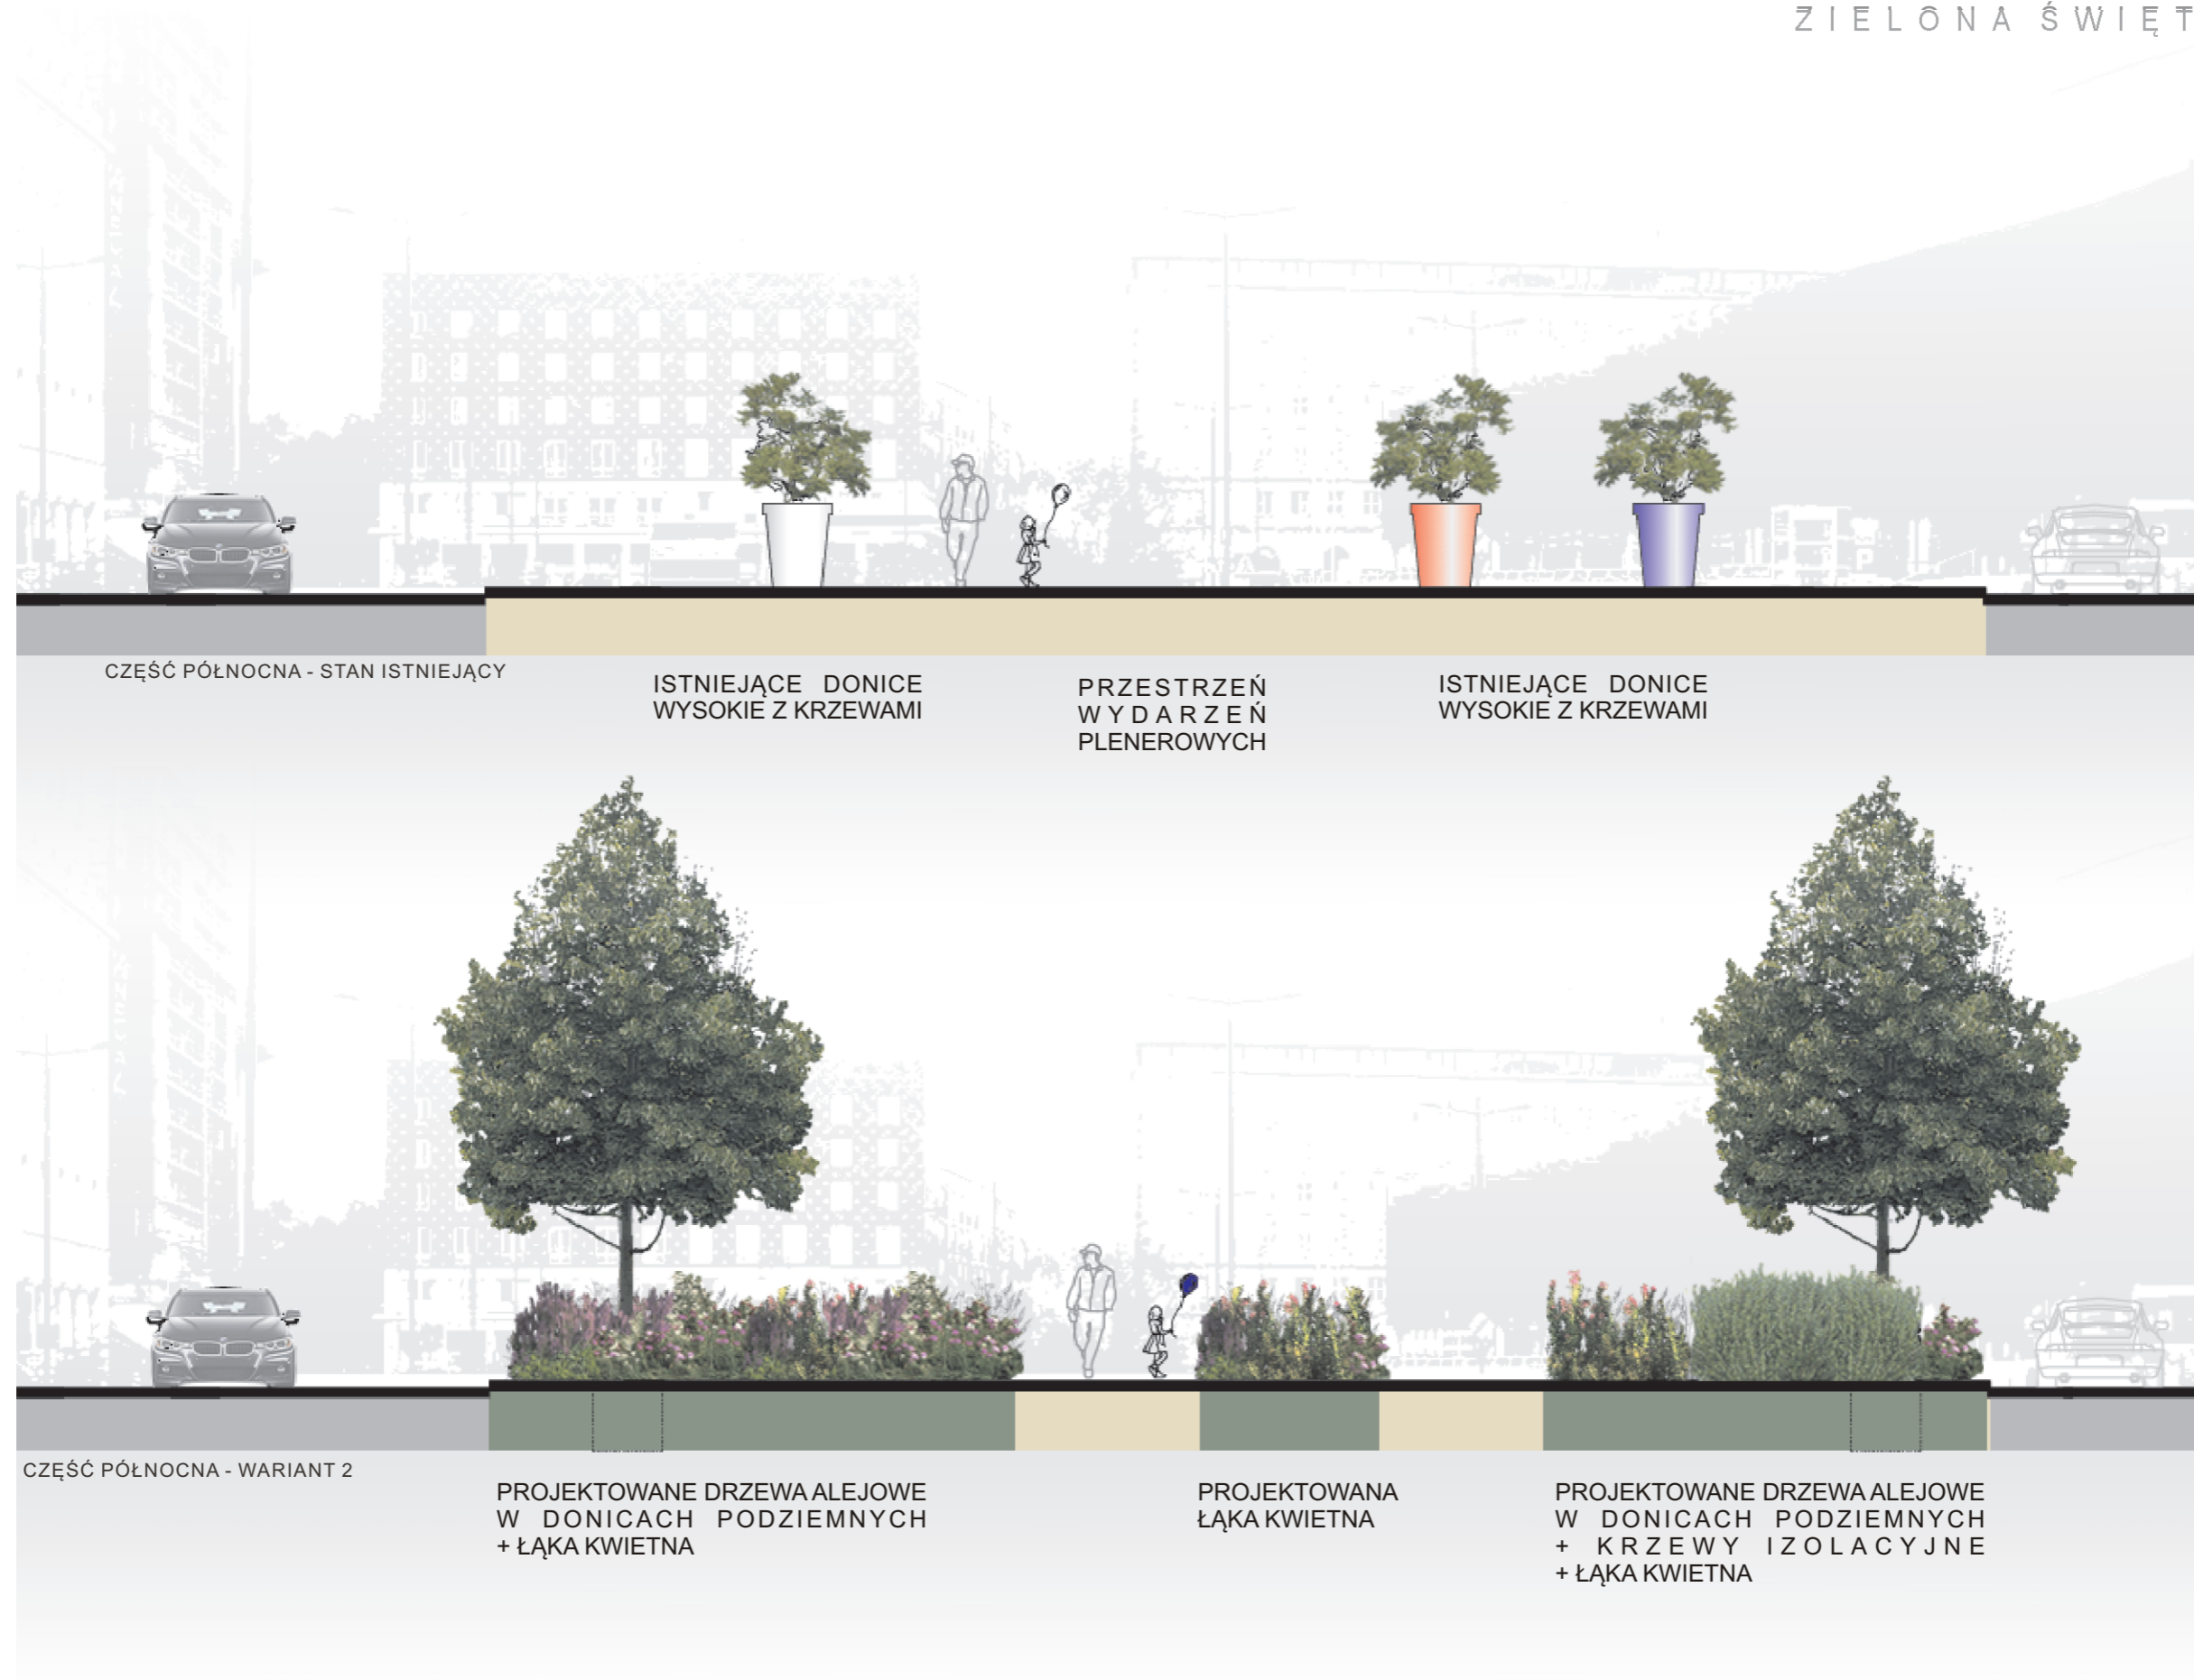 ZIELONA ŚWIĘT
CZĘŚĆ PÓŁNOCNA - STAN ISTNIEJĄCY
ISTNIEJĄCE DONICE
WYSOKIE Z KRZEWAMI
PRZESTRZEŃ
WYDARZEŃ
PLENEROWYCH
ISTNIEJĄCE DONICE
WYSOKIE Z KRZEWAMI
CZĘŚĆ PÓŁNOCNA - WARIANT 2
PROJEKTOWANE DRZEWA ALEJOWE
W DONICACH PODZIEMNYCH
+ ŁĄKA KWIETNA
PROJEKTOWANA
ŁĄKA KWIETNA
PROJEKTOWANE DRZEWA ALEJOWE
W DONICACH PODZIEMNYCH
+ KRZEWY IZOLACYJNE
+ ŁĄKA KWIETNA